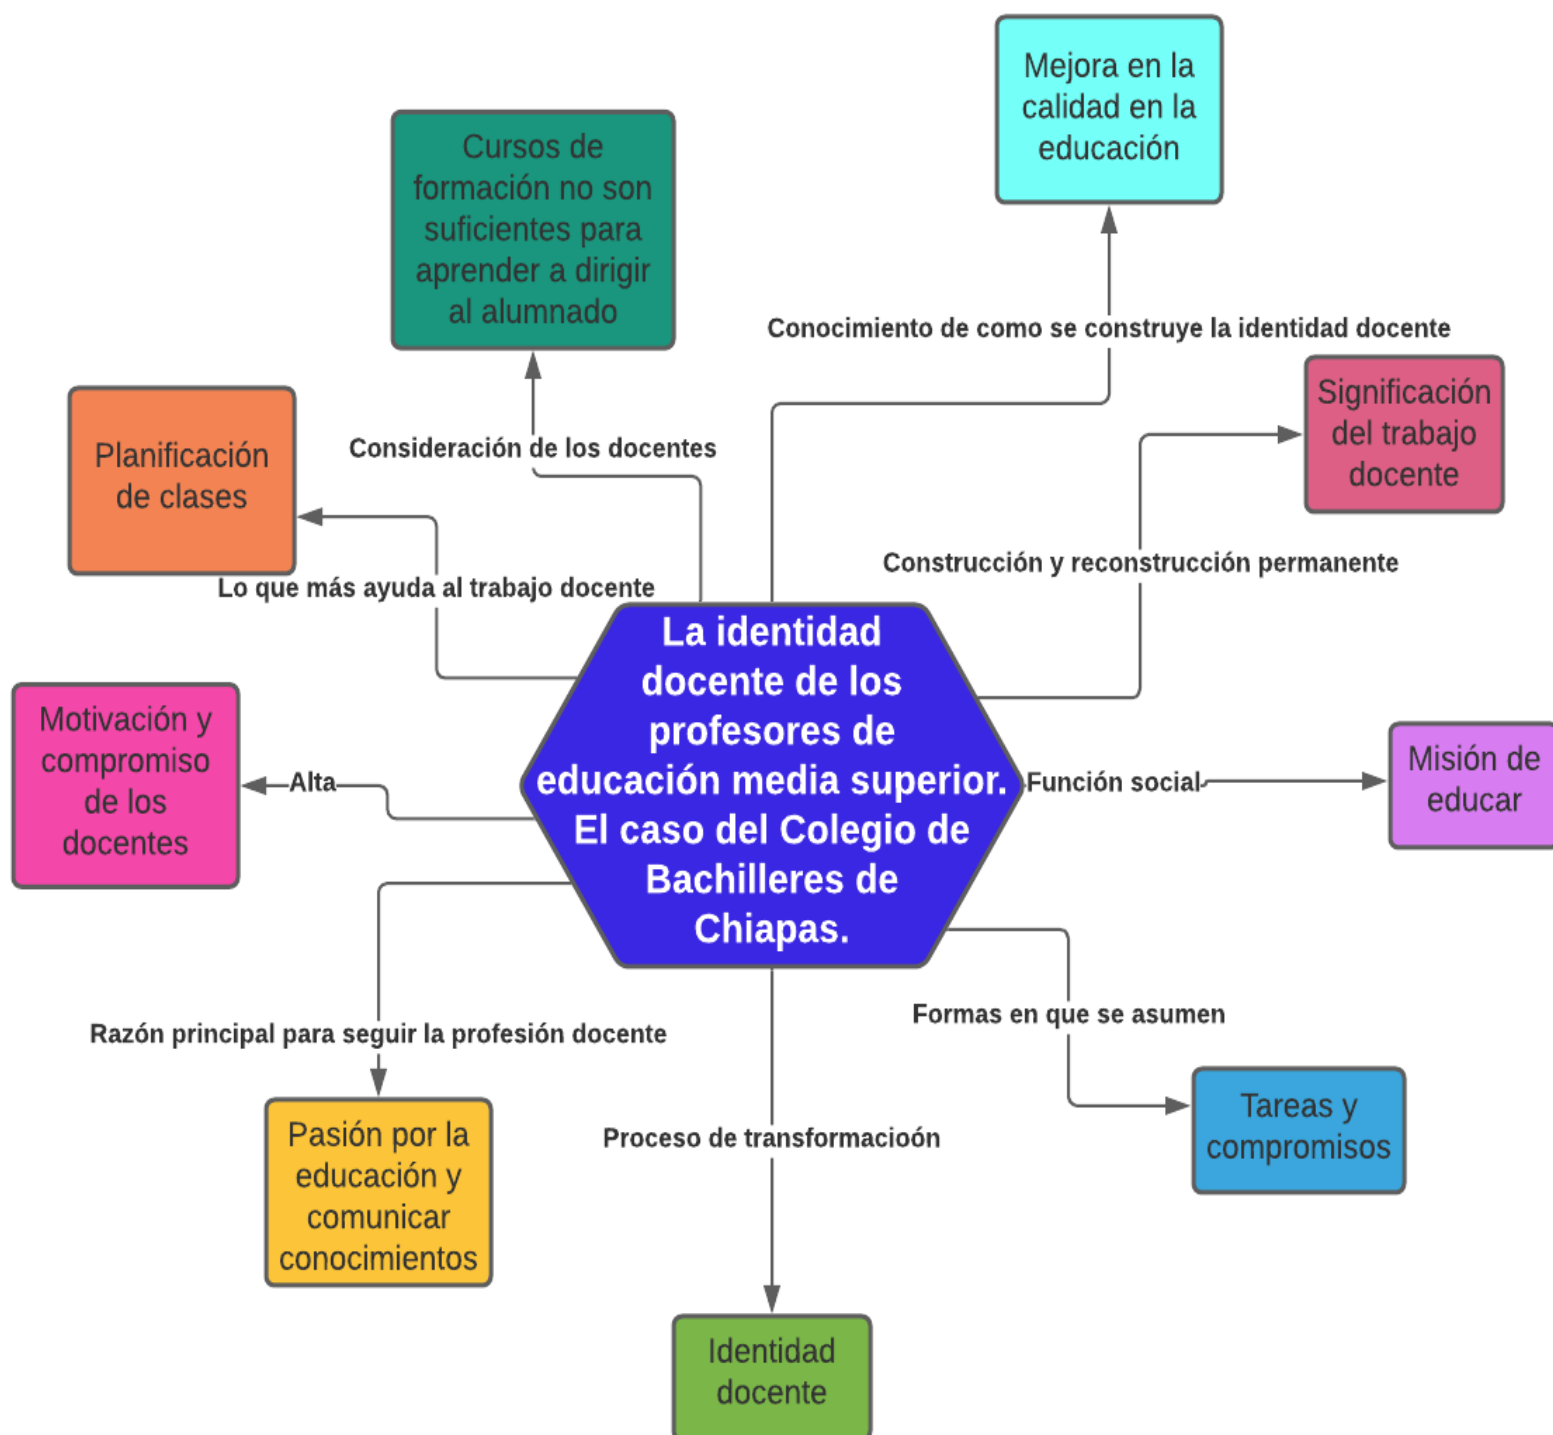 Mejora en la
calidad en la
educación
Cursos de
formación no son
suficientes para
aprender a dirigir
al alumnado
Conocimiento de como se construye la identidad docente
Significación
del trabajo
docente
Planificación
de clases
Consideración de los docentes
Construcción y reconstrucción permanente
Lo que más ayuda al trabajo docente
La identidad
docente de los
profesores de
educación media superior.
El caso del Colegio de
Bachilleres de
Chiapas.
Motivación y
compromiso
de los
docentes
Alta
Función social
Misión de
educar
Formas en que se asumen
Razón principal para seguir la profesión docente
Tareas y
compromisos
Pasión por la
educación y
comunicar
conocimientos
Proceso de transformacioón
Identidad
docente